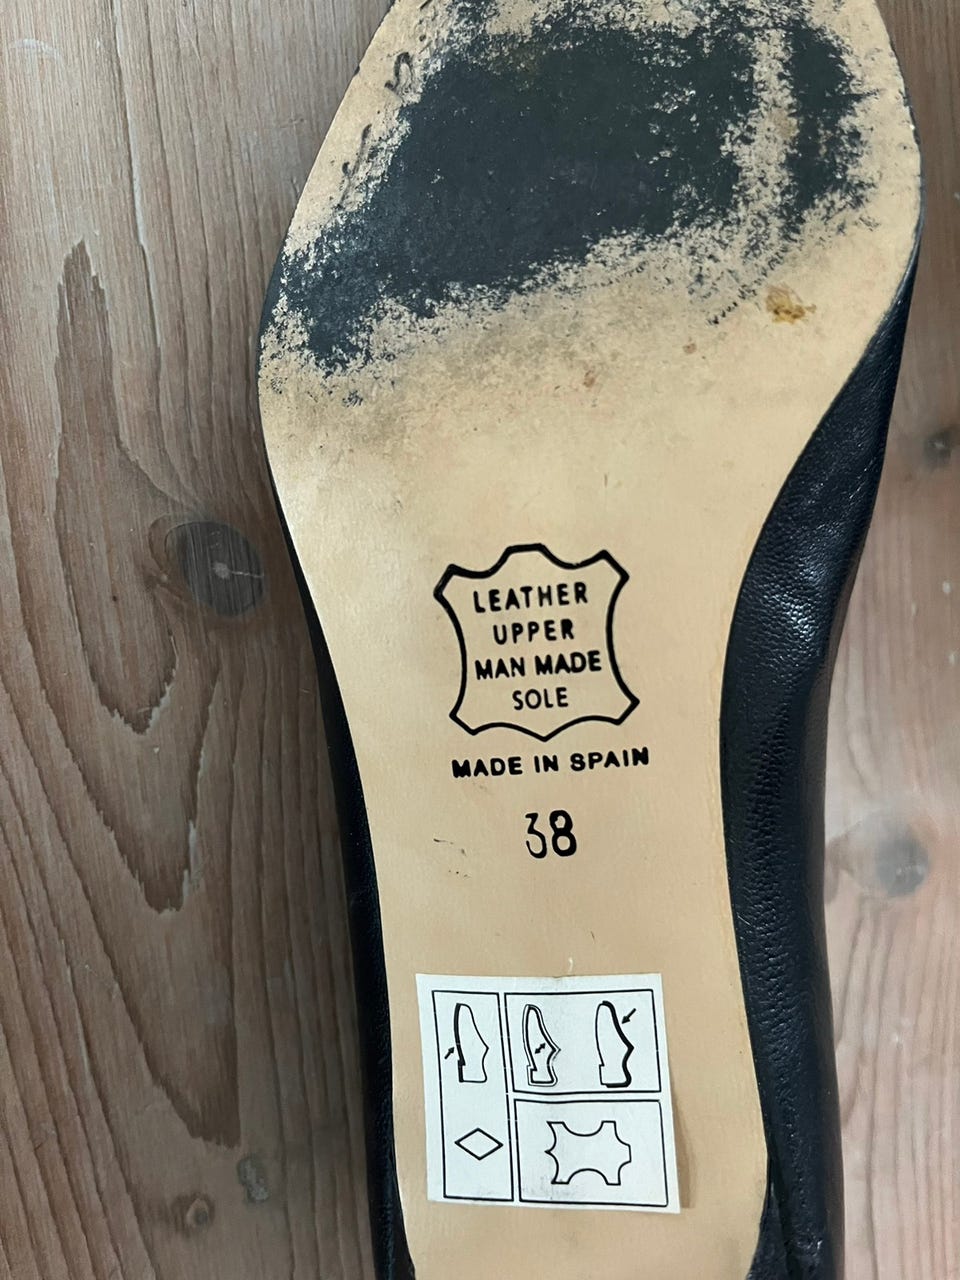 LEATHER
UPPER
MAN MADE
SOLE
MADE IN SPAIN
38